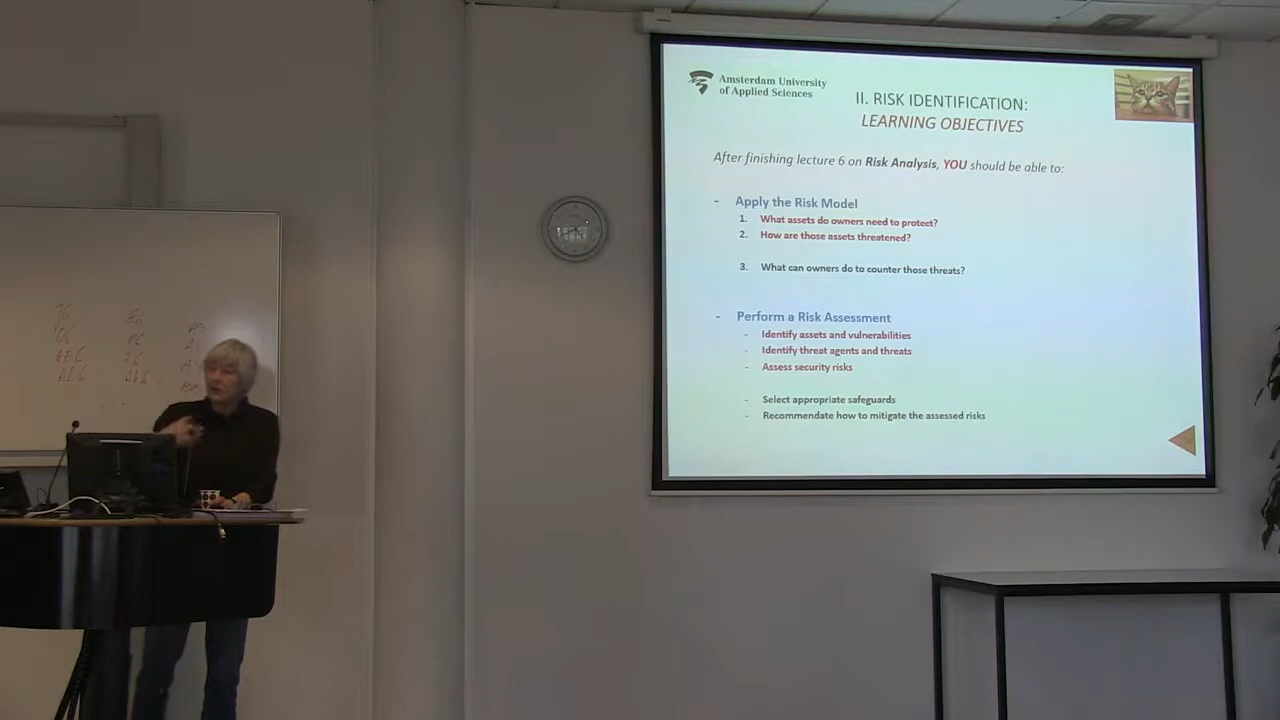 Amsterdam University
of Applied Sciences
II. RISK IDENTIFICATION:
LEARNING OBJECTIVES
After finishing lecture 6 on Risk Analysis, YOU should be able to:
- Apply the Risk Model
1. What assets do owners need to protect?
2. How are those assets threatened?
3. What can owners do to counter those threats?
- Perform a Risk Assessment
- Identify assets and vulnerabilities
- Identify threat agents and threats
- Assess security risks
- Select appropriate safeguards
- Recommendate how to mitigate the assessed risks